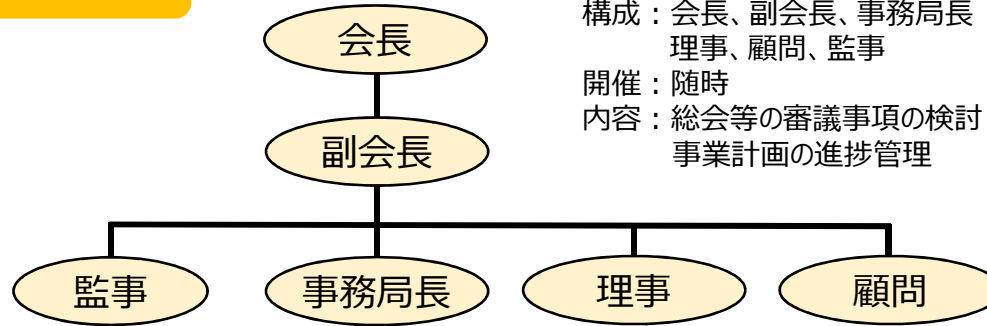 会長
副会長
監事
事務局長
理事
顧問
構成：会長、副会長、事務局長
理事、顧問、監事
開催：随時
内容：総会等の審議事項の検討
事業計画の進捗管理